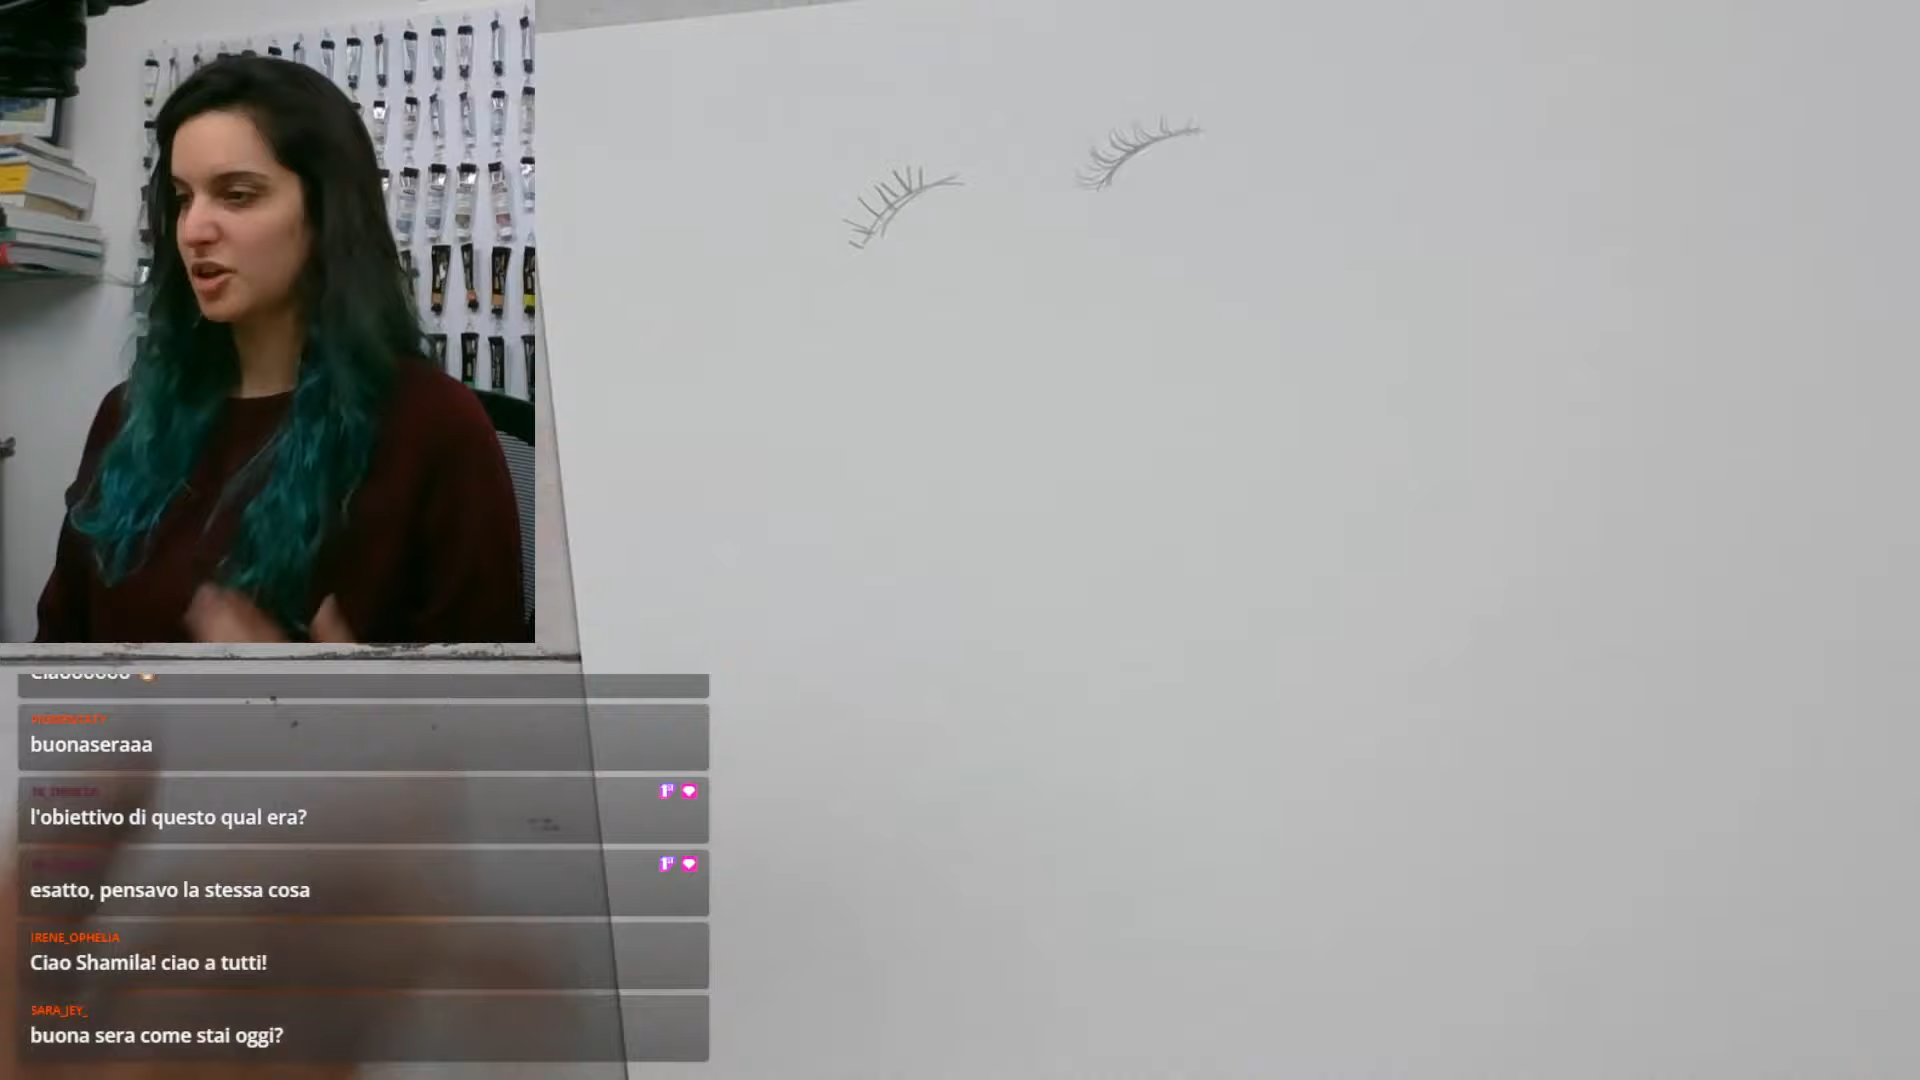 buonaseraaa
l'obiettivo di questo qual era?
esatto, pensavo la stessa cosa
IRENE_OPHELIA
Ciao Shamila! ciao a tutti!
SARA_JEY_
buona sera come stai oggi?